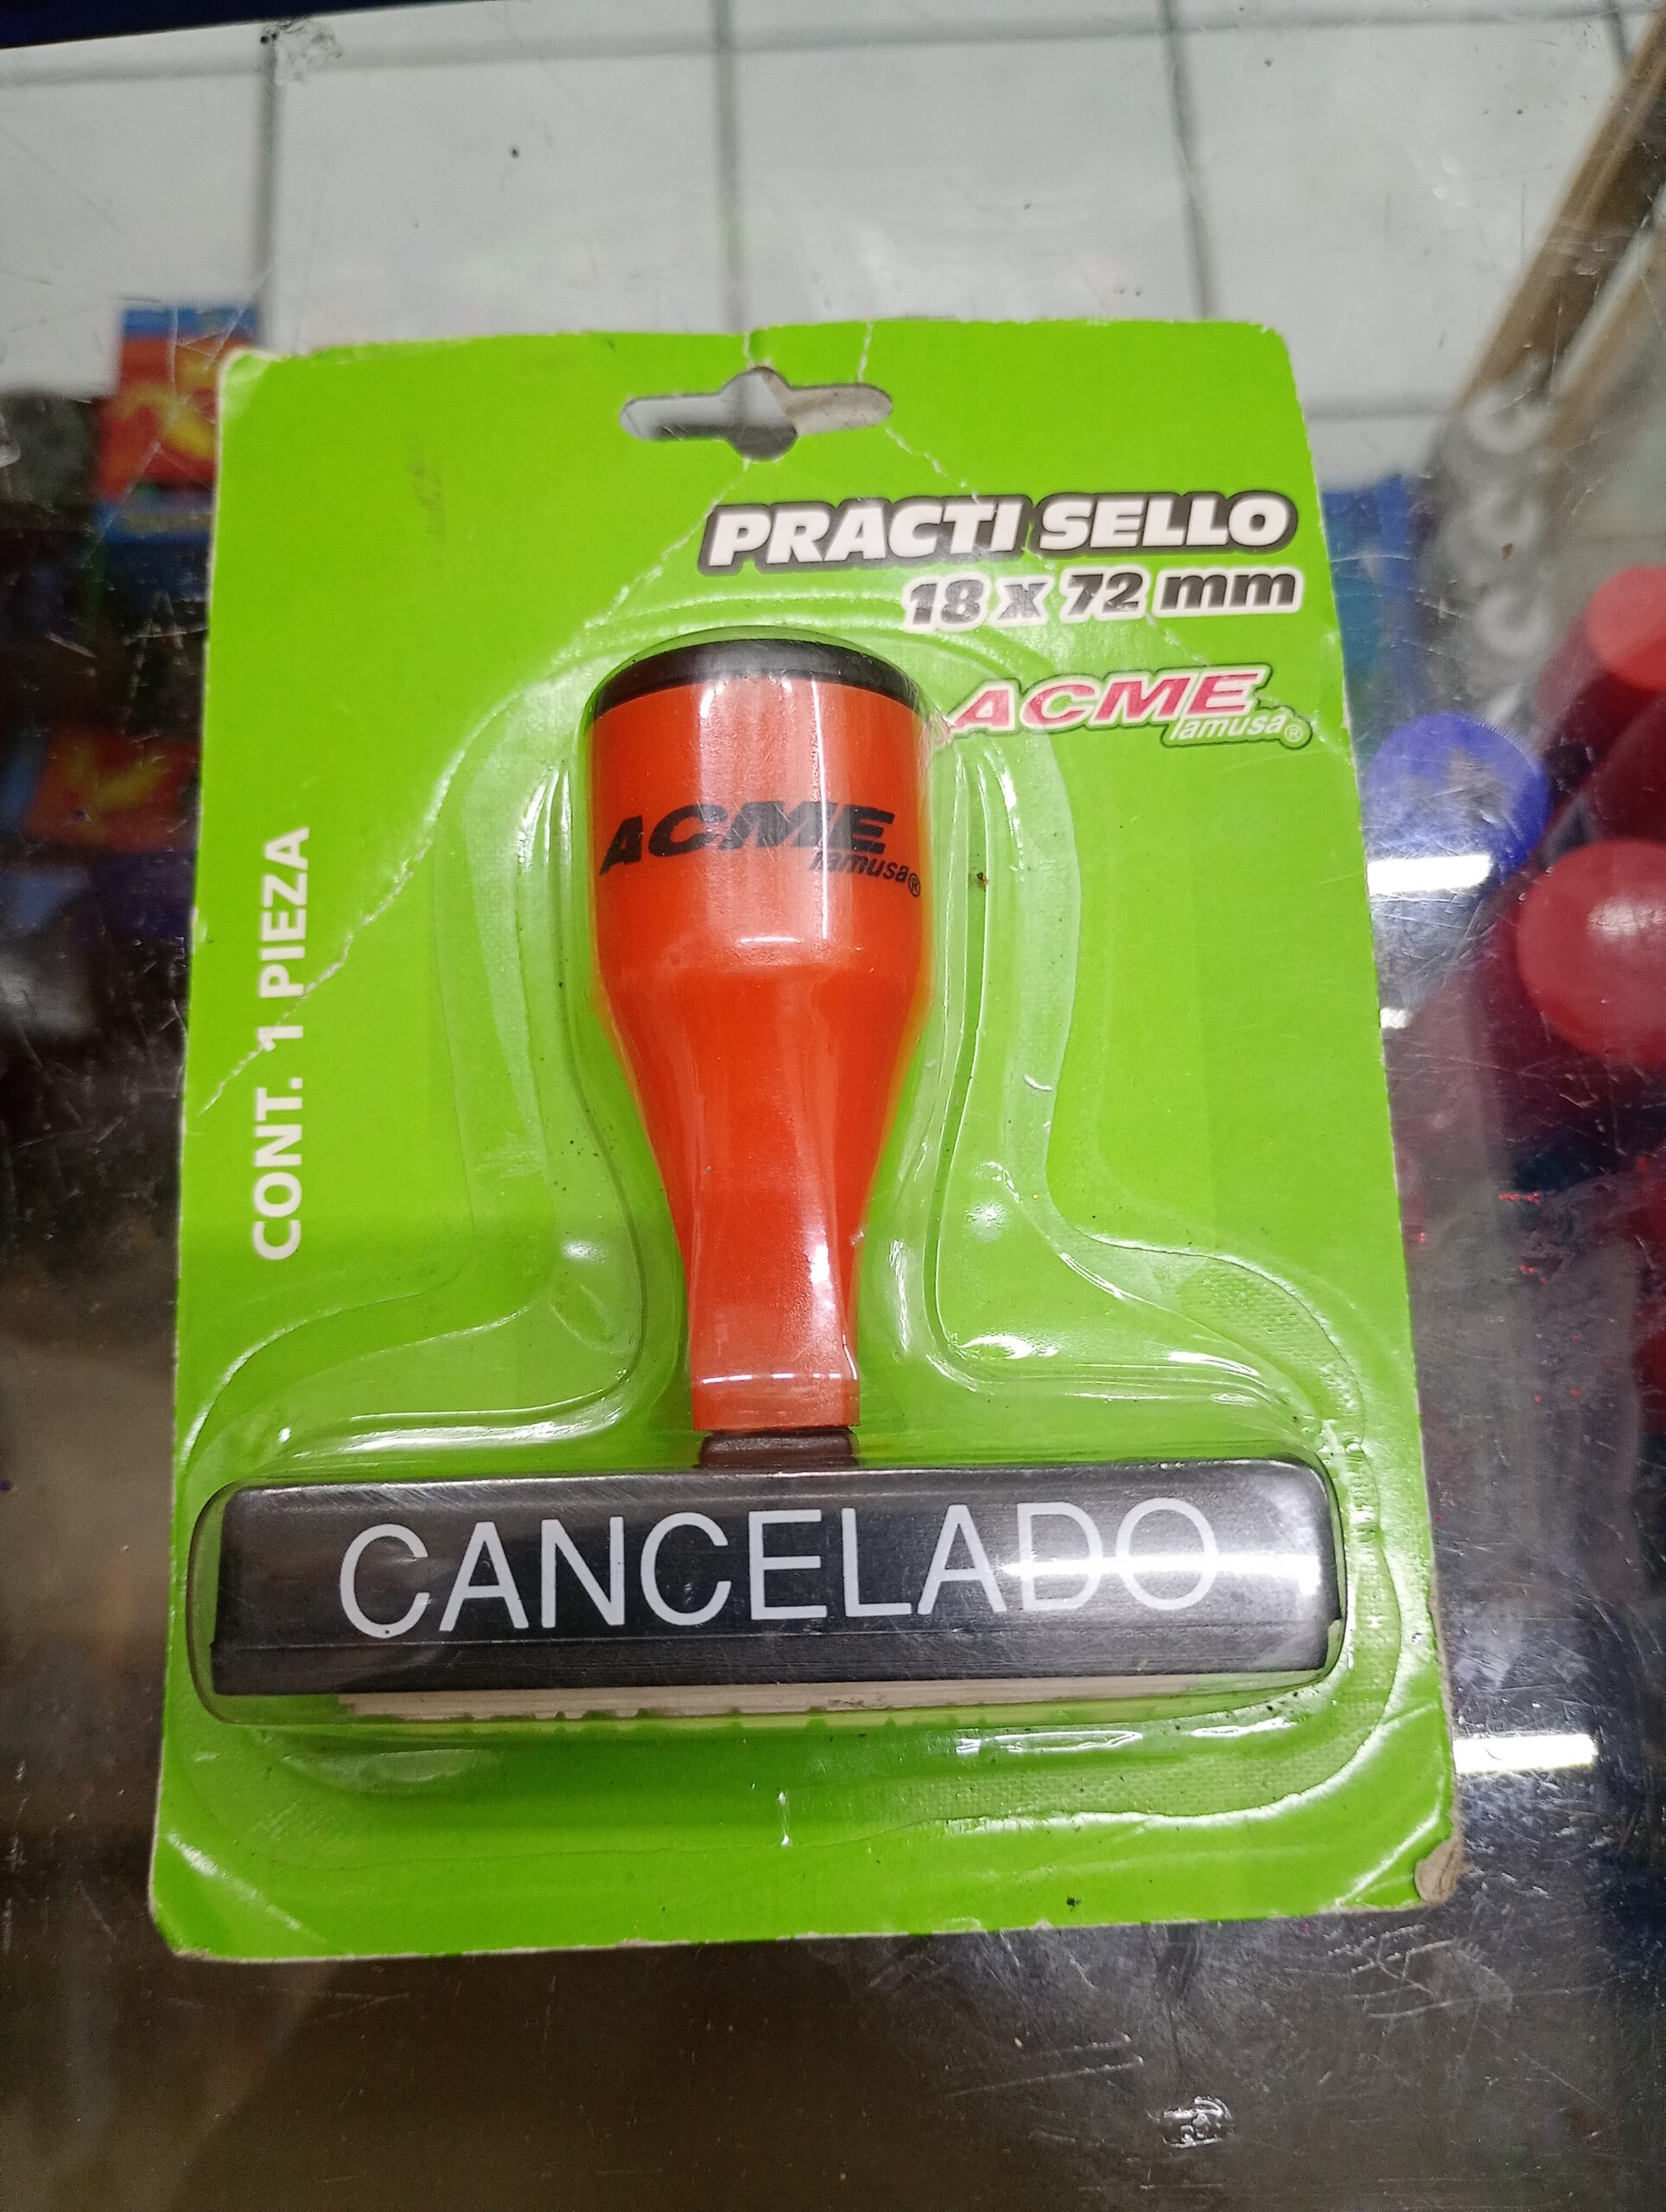 PRACTI SELLO
18 x 72 mm
ACME
lamusa®
ACME
lamusa®
CONT. 1 PIEZA
CANCELADO